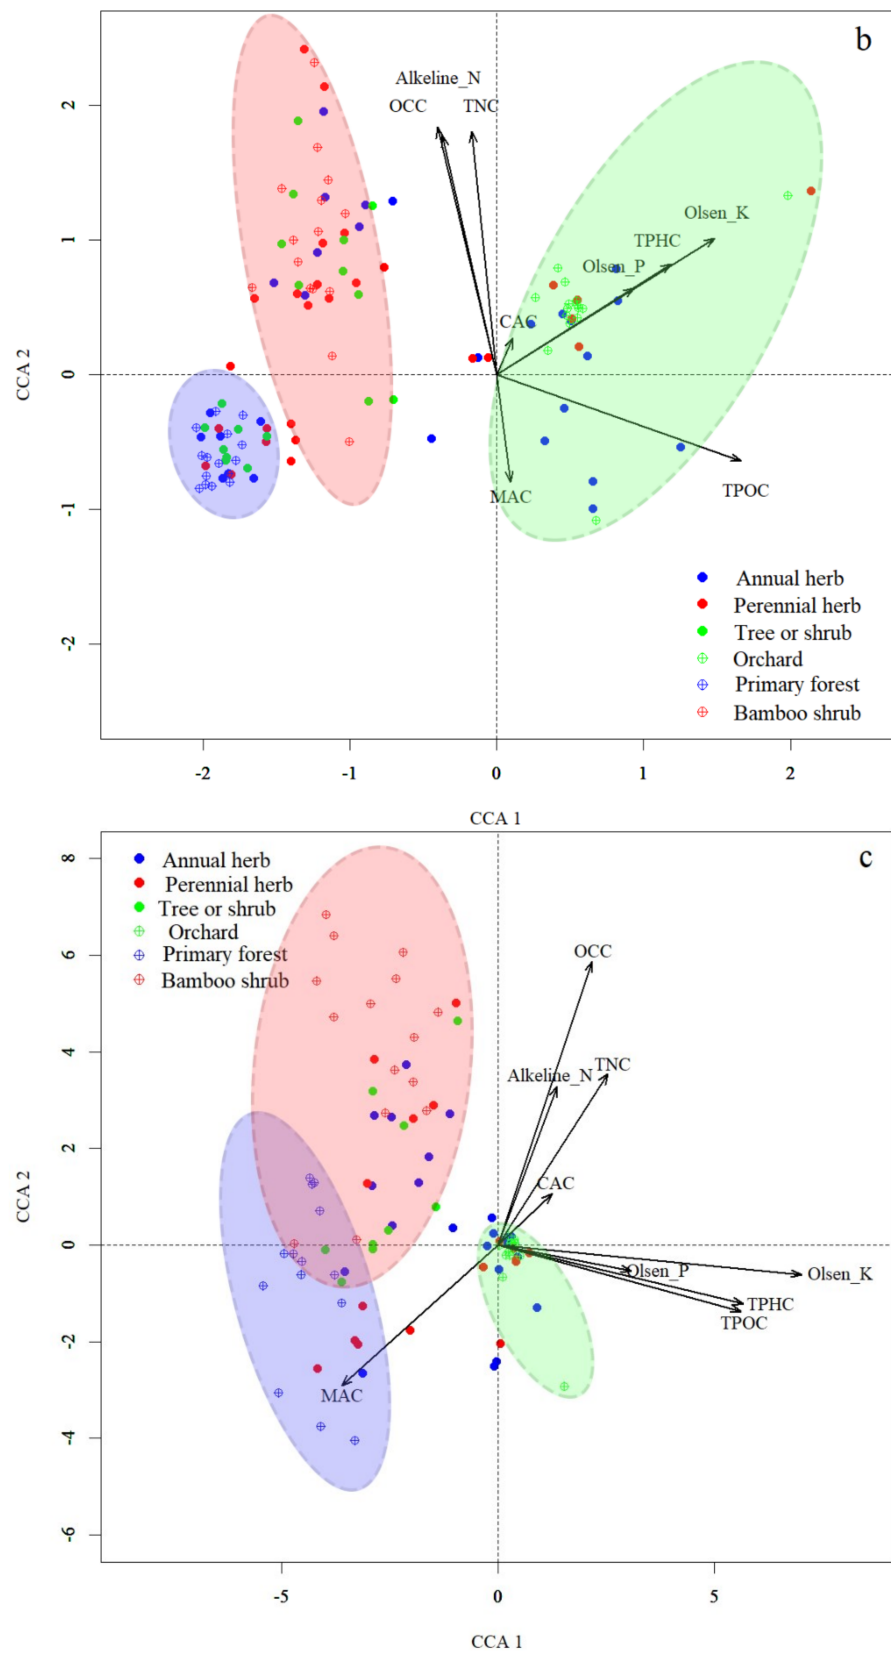 b
2
Alkeline_N
OCC TNC
Olsen_K
1
TPHC
Olsen_P
CAC
CCA 2
0
TPOC
MAC
-1
Annual herb
Perennial herb
-2
Tree or shrub
Orchard
Primary forest
Bamboo shrub
-2 -1 0 1 2
CCA 1
c
8
Annual herb
Perennial herb
Tree or shrub
Orchard
Primary forest
Bamboo shrub
6
OCC
4
TNC
Alkeline_N
2
CAC
CCA 2
0
Olsen_P
Olsen_K
TPHC
TPOC
-2
MAC
-4
-6
-5 0 5
CCA 1